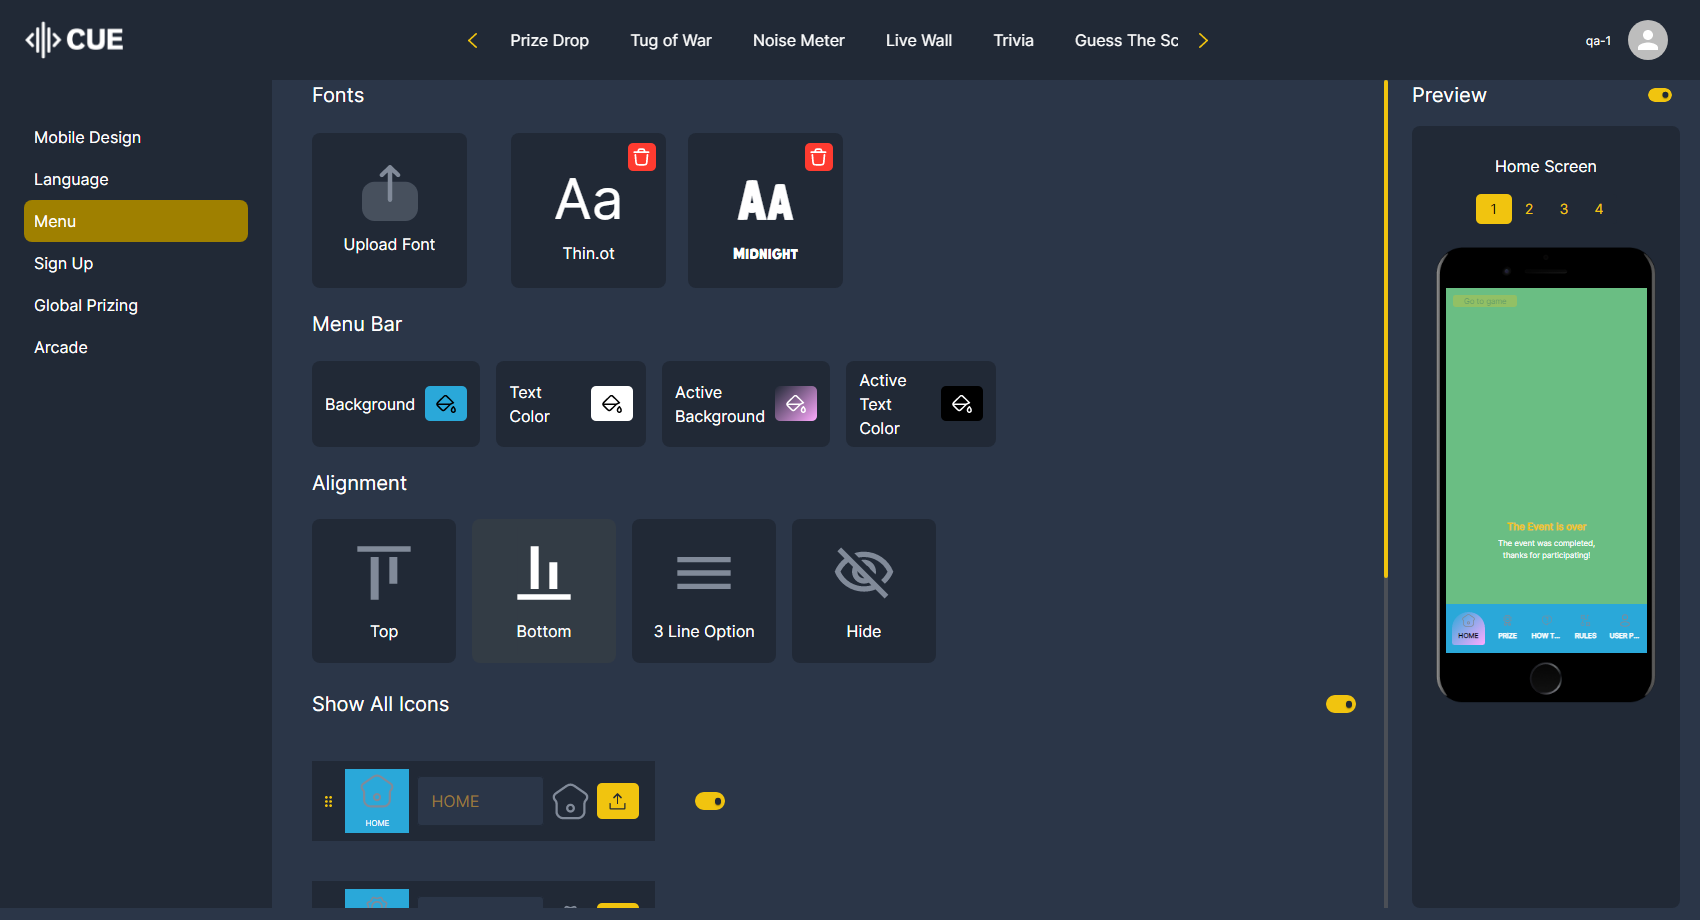 CUE
Prize Drop
Tug of War
Noise Meter
Live Wall
Trivia
Guess The Sc
qa-1
Mobile Design
Language
Menu
Sign Up
Global Prizing
Arcade
Fonts
Upload Font
Aa
Thin.ot
AA
MIDNIGHT
Menu Bar
Background
Text
Color
Active
Background
Active
Text
Color
Alignment
Top
Bottom
3 Line Option
Hide
Show All Icons
HOME
HOME
Preview
Home Screen
1 2 3 4
Go to game
The Event is over
The event was completed,
thanks for participating!
HOME PRIZE HOW T... RULES USER P...